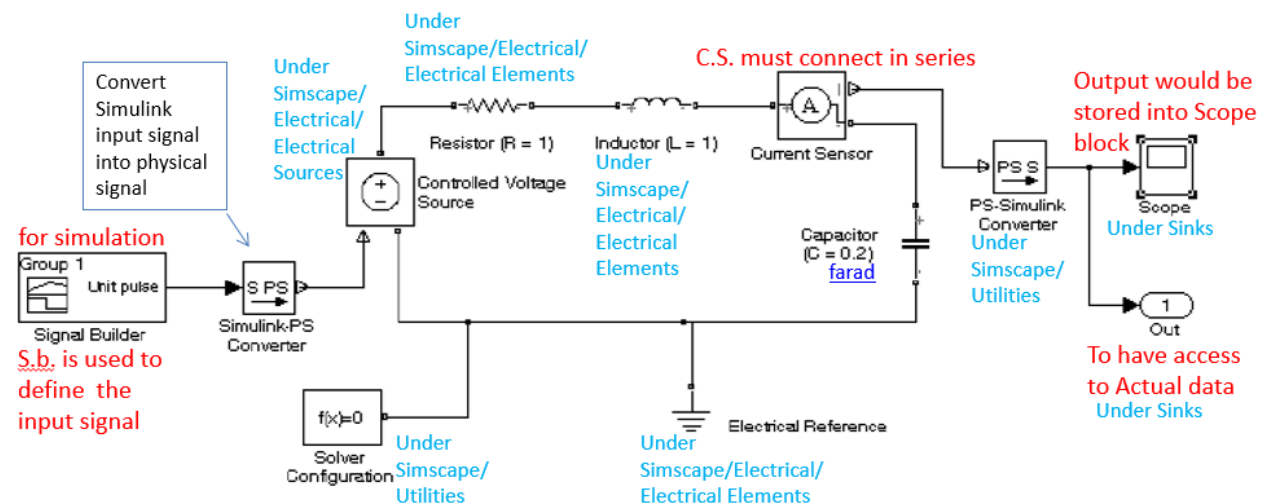 Under
Simscape/Electrical/
Electrical Elements
C.S. must connect in series
Convert
Simulink
input signal
into physical
signal
Under
Simscape/
Electrical/
Electrical
Sources
Output would be
stored into Scope
block
Resistor (R = 1)
Inductor (L = 1)
Under
Simscape/
Electrical/
Electrical
Elements
A
I
Current Sensor
Controlled Voltage
Source
PS S
PS-Simulink
Converter
Under
Simscape/
Utilities
Scope
Under Sinks
Capacitor
(C = 0.2)
farad
for simulation
Group 1
Unit pulse
Signal Builder
S.b. is used to
define the
input signal
S PS
Simulink-PS
Converter
1
Out
To have access
to Actual data
Under Sinks
f(x)=0
Solver
Configuration
Under
Simscape/
Utilities
Electrical Reference
Under
Simscape/Electrical/
Electrical Elements